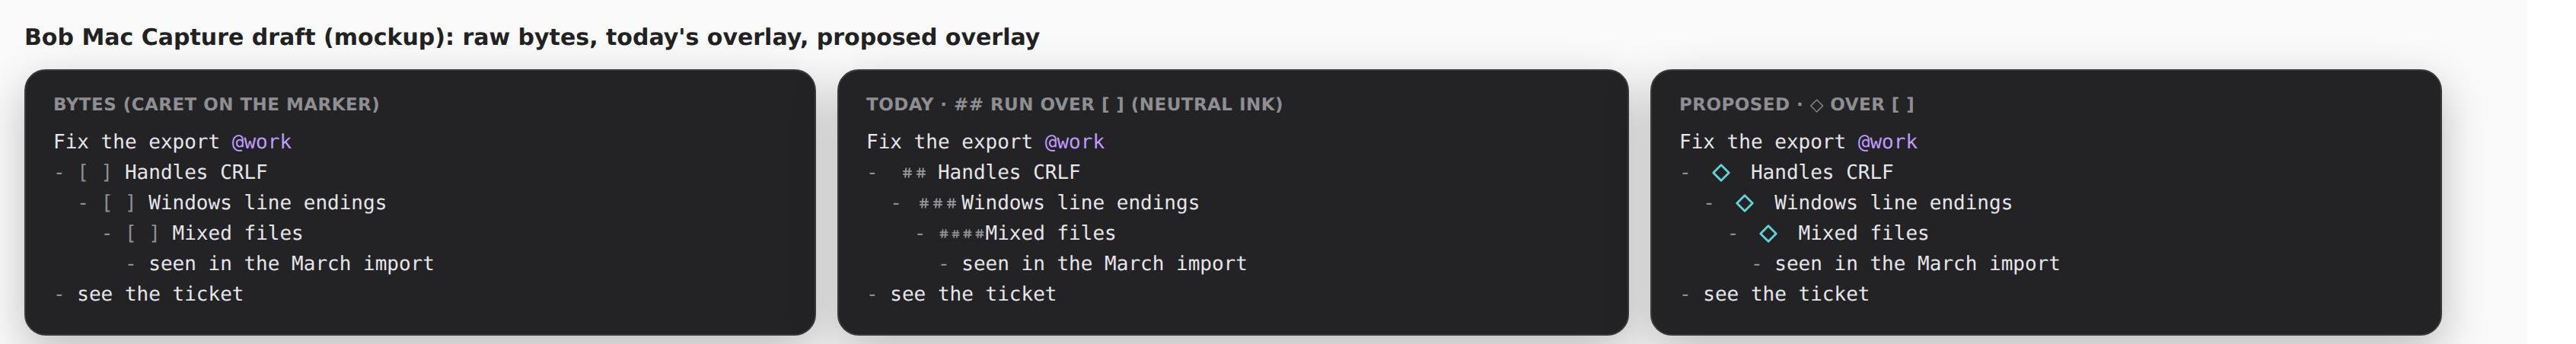 Bob Mac Capture draft (mockup): raw bytes, today's overlay, proposed overlay
BYTES (CARET ON THE MARKER)
Fix the export @work
- [ ] Handles CRLF
  - [ ] Windows line endings
    - [ ] Mixed files
      - seen in the March import
- see the ticket
TODAY · ## RUN OVER [ ] (NEUTRAL INK)
Fix the export @work
- ## Handles CRLF
  - ### Windows line endings
    - ####Mixed files
      - seen in the March import
- see the ticket
PROPOSED · ◇ OVER [ ]
Fix the export @work
- ◇ Handles CRLF
  - ◇ Windows line endings
    - ◇ Mixed files
      - seen in the March import
- see the ticket